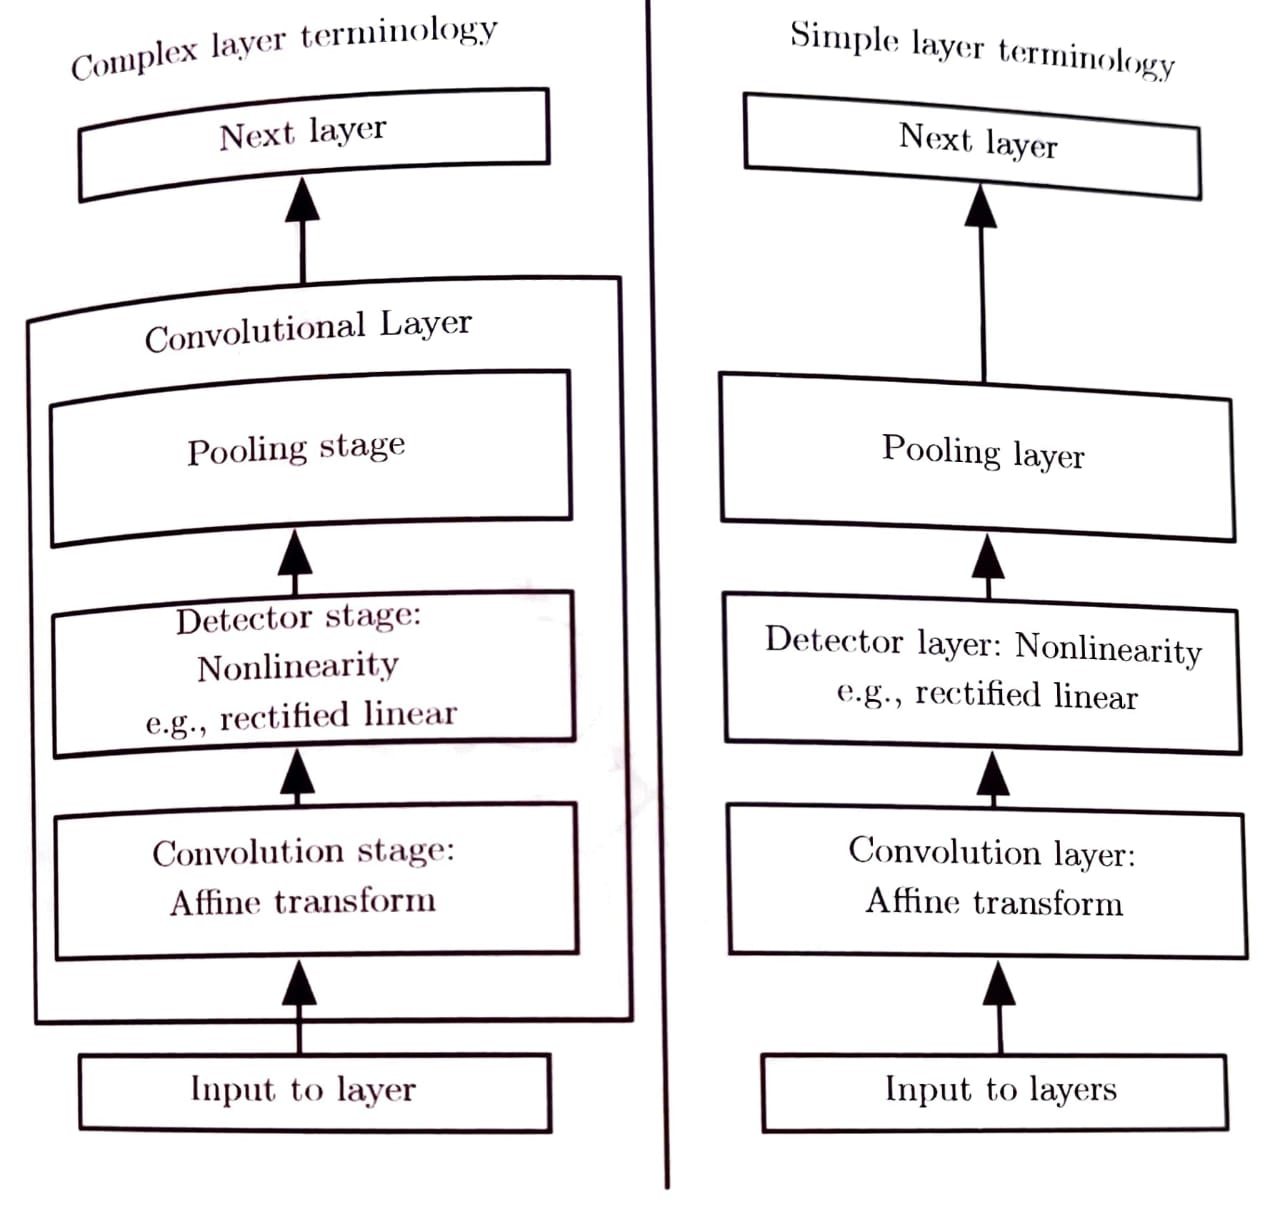 Complex layer terminology
Next layer
Convolutional Layer
Pooling stage
Detector stage:
Nonlinearity
e.g., rectified linear
Convolution stage:
Affine transform
Input to layer
Simple layer terminology
Next layer
Pooling layer
Detector layer: Nonlinearity
e.g., rectified linear
Convolution layer:
Affine transform
Input to layers